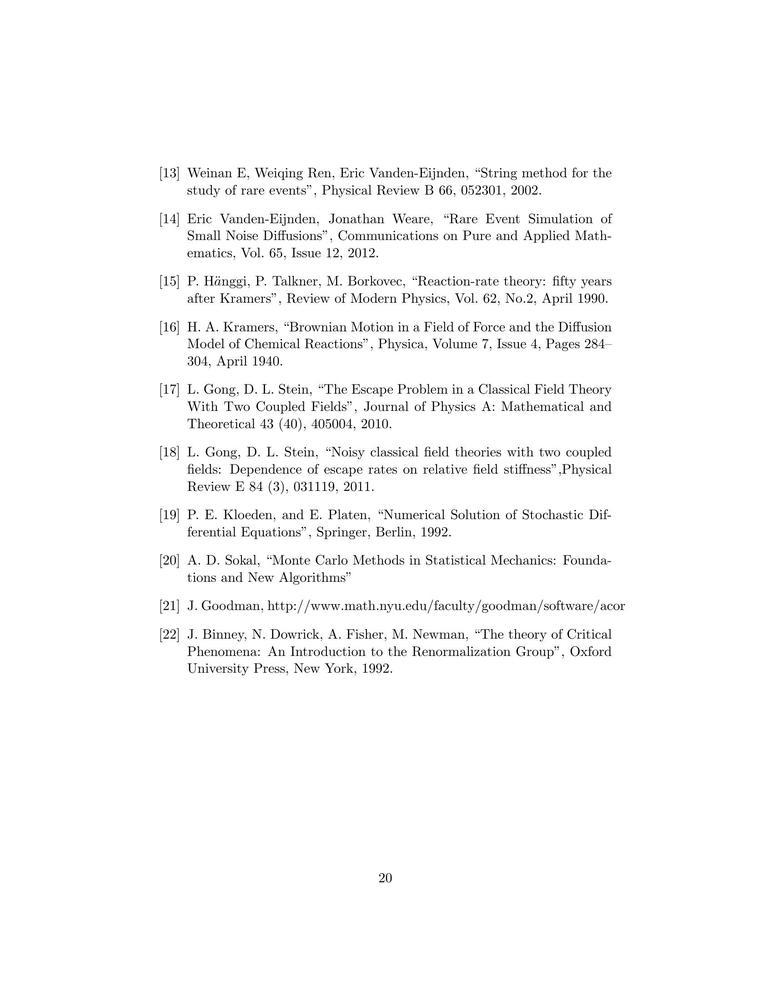 [13] Weinan E, Weiqing Ren, Eric Vanden-Eijnden, “String method for the
study of rare events”, Physical Review B 66, 052301, 2002.
[14] Eric Vanden-Eijnden, Jonathan Weare, “Rare Event Simulation of
Small Noise Diffusions”, Communications on Pure and Applied Math-
ematics, Vol. 65, Issue 12, 2012.
[15] P. Hänggi, P. Talkner, M. Borkovec, “Reaction-rate theory: fifty years
after Kramers”, Review of Modern Physics, Vol. 62, No.2, April 1990.
[16] H. A. Kramers, “Brownian Motion in a Field of Force and the Diffusion
Model of Chemical Reactions”, Physica, Volume 7, Issue 4, Pages 284–
304, April 1940.
[17] L. Gong, D. L. Stein, “The Escape Problem in a Classical Field Theory
With Two Coupled Fields”, Journal of Physics A: Mathematical and
Theoretical 43 (40), 405004, 2010.
[18] L. Gong, D. L. Stein, “Noisy classical field theories with two coupled
fields: Dependence of escape rates on relative field stiffness”,Physical
Review E 84 (3), 031119, 2011.
[19] P. E. Kloeden, and E. Platen, “Numerical Solution of Stochastic Dif-
ferential Equations”, Springer, Berlin, 1992.
[20] A. D. Sokal, “Monte Carlo Methods in Statistical Mechanics: Founda-
tions and New Algorithms”
[21] J. Goodman, http://www.math.nyu.edu/faculty/goodman/software/acor
[22] J. Binney, N. Dowrick, A. Fisher, M. Newman, “The theory of Critical
Phenomena: An Introduction to the Renormalization Group”, Oxford
University Press, New York, 1992.
20